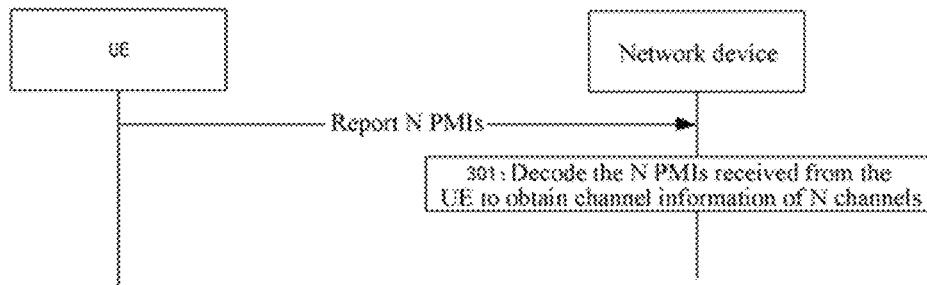 UE
Network device
Report N PMIs
301: Decode the N PMIs received from the
UE to obtain channel information of N channels